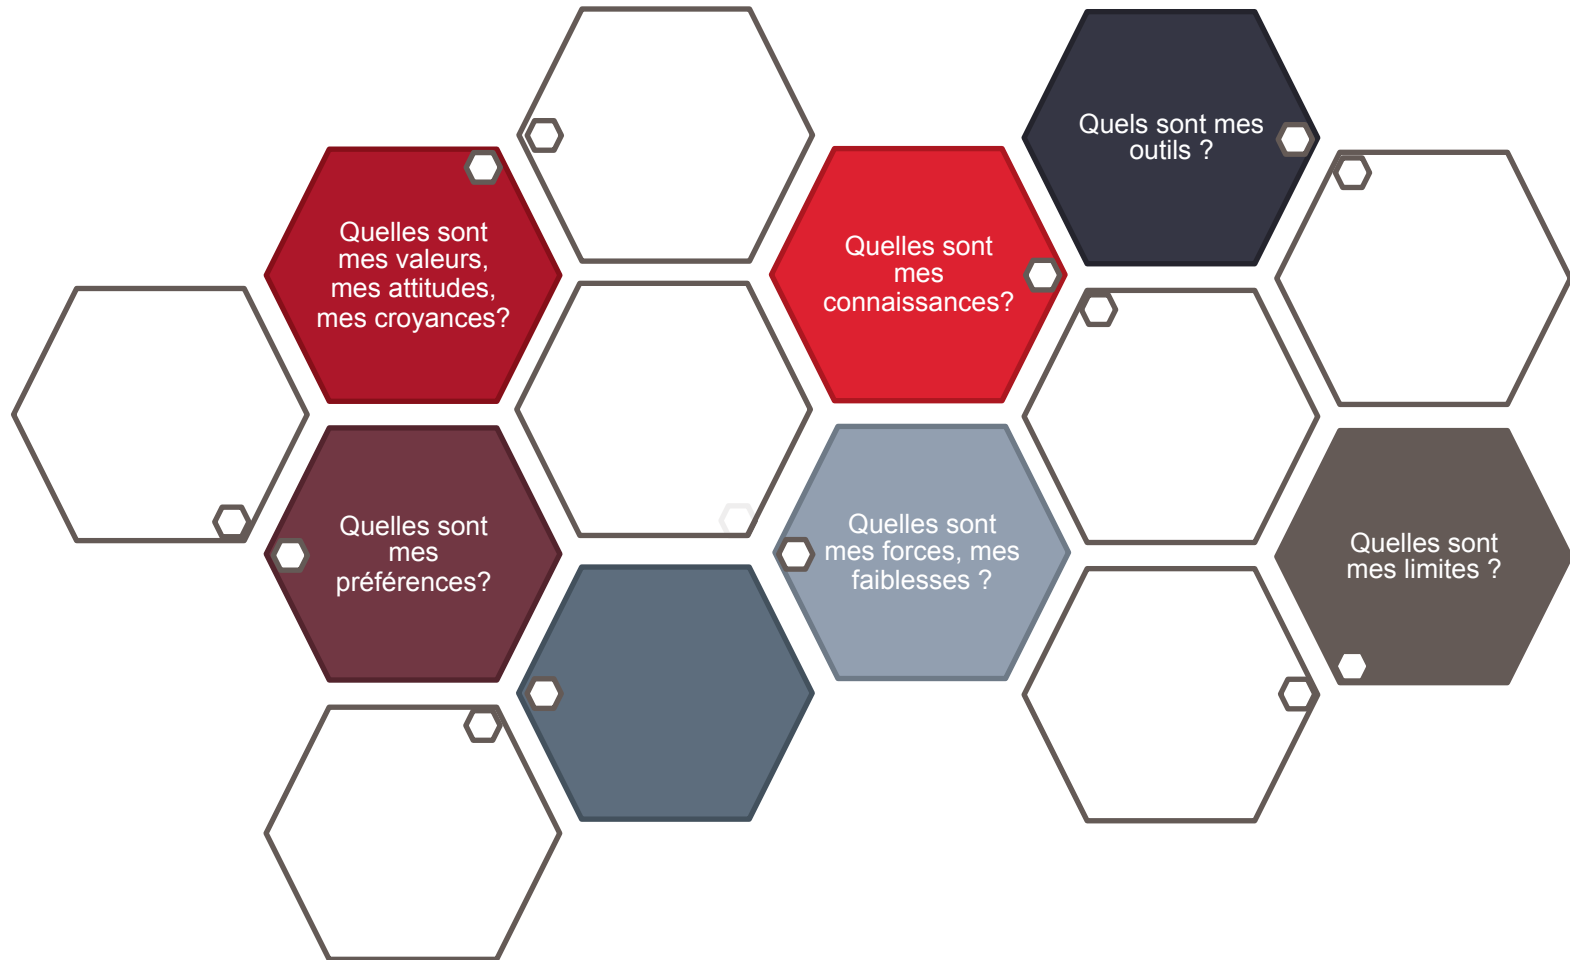 Quelles sont
mes valeurs,
mes attitudes,
mes croyances?
Quelles sont
mes
connaissances?
Quels sont mes
outils ?
Quelles sont
mes
préférences?
Quelles sont
mes forces, mes
faiblesses ?
Quelles sont
mes limites ?